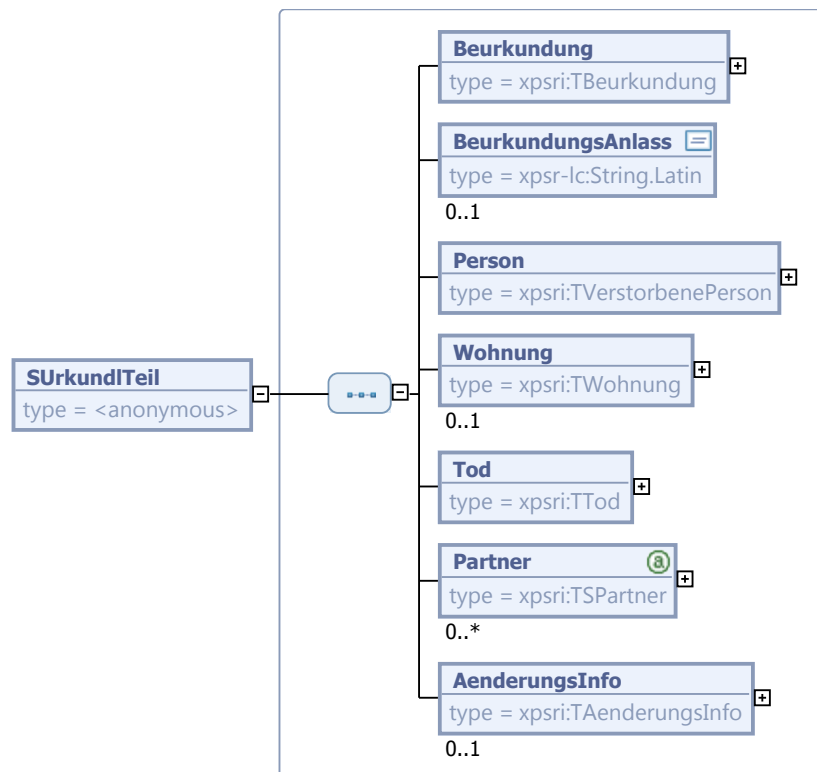 Beurkundung
type = xpsri:TBeurkundung
BeurkundungsAnlass
type = xpsr-lc:String.Latin
0..1
Person
type = xpsri:TVerstorbenePerson
Wohnung
type = xpsri:TWohnung
0..1
SUrkundlTeil
type = <anonymous>
Tod
type = xpsri:TTod
Partner
type = xpsri:TSPartner
0..*
AenderungsInfo
type = xpsri:TAenderungsInfo
0..1